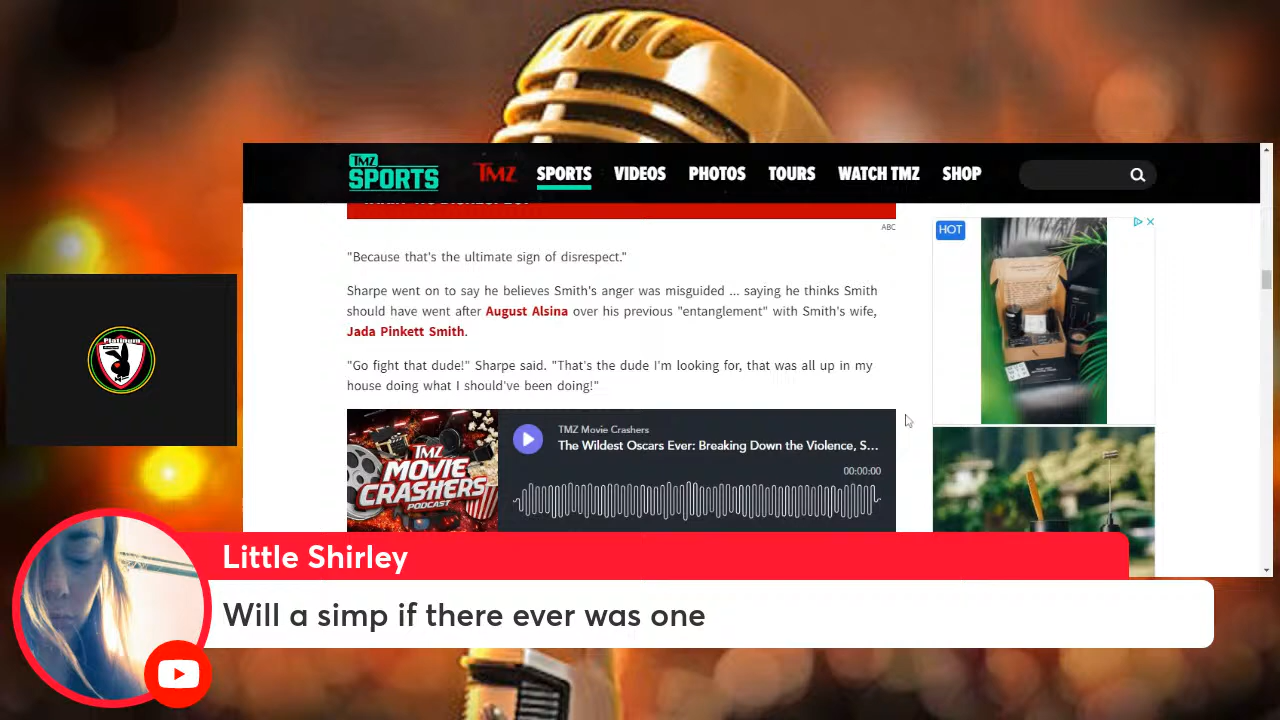 TMZ
SPORTS
TMZ
SPORTS
VIDEOS
PHOTOS
TOURS
WATCH TMZ
SHOP
ABC
"Because that's the ultimate sign of disrespect."
Sharpe went on to say he believes Smith's anger was misguided ... saying he thinks Smith
should have went after August Alsina over his previous "entanglement" with Smith's wife,
Jada Pinkett Smith.
"Go fight that dude!" Sharpe said. "That's the dude I'm looking for, that was all up in my
house doing what I should've been doing!"
HOT
Platinum
TMZ
MOVIE
CRASHERS
PODCAST
TMZ Movie Crashers
The Wildest Oscars Ever: Breaking Down the Violence, S...
00:00:00
Little Shirley
Will a simp if there ever was one